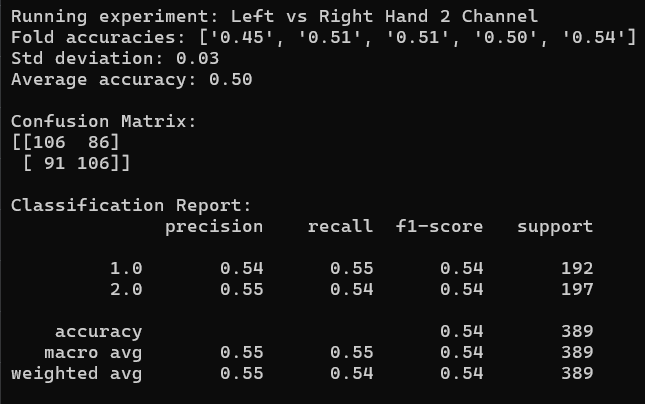 Running experiment: Left vs Right Hand 2 Channel
Fold accuracies: ['0.45', '0.51', '0.51', '0.50', '0.54']
Std deviation: 0.03
Average accuracy: 0.50
Confusion Matrix:
[[106  86]
 [ 91 106]]
Classification Report:
              precision    recall  f1-score   support
         1.0       0.54      0.55      0.54       192
         2.0       0.55      0.54      0.54       197
    accuracy                           0.54       389
   macro avg       0.55      0.55      0.54       389
weighted avg       0.55      0.54      0.54       389